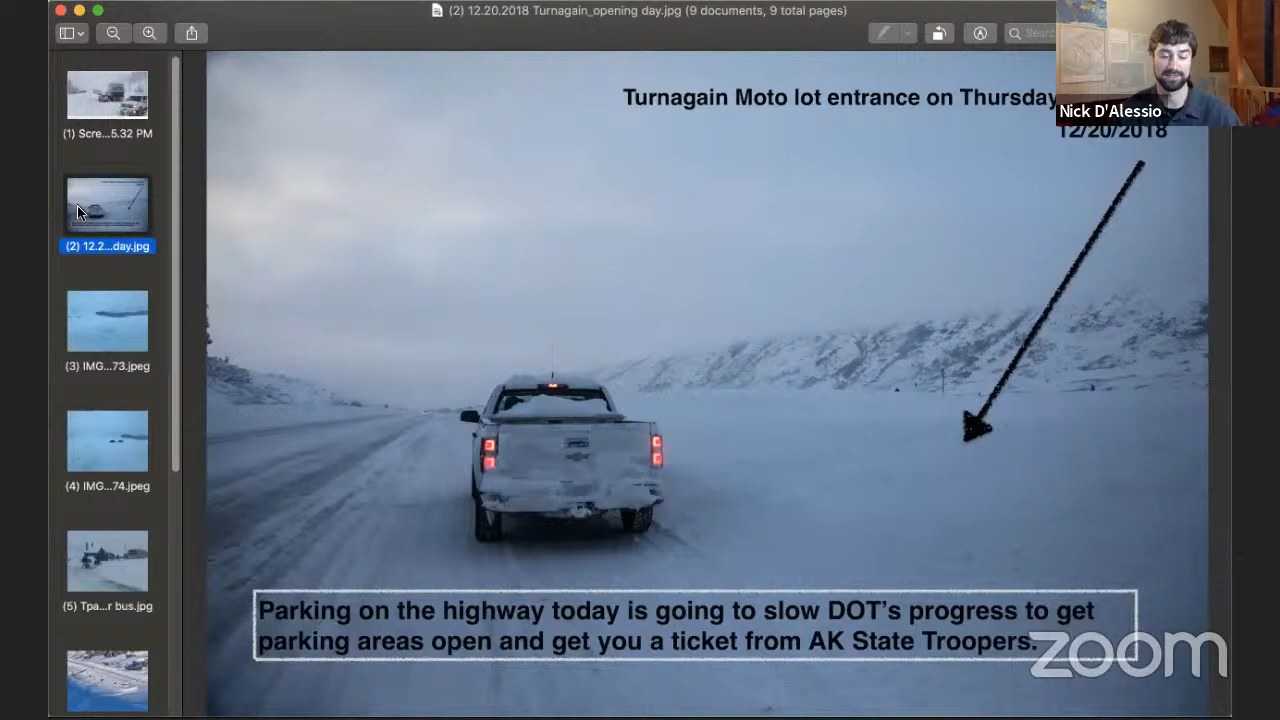 (2) 12.20.2018 Turnagain_opening day.jpg (9 documents, 9 total pages)
Sear
Nick D'Alessio
(1) Scre...5.32 PM
(2) 12.2...day.jpg
(3) IMG...73.jpeg
(4) IMG...74.jpeg
(5) Tpa...r bus.jpg
Turnagain Moto lot entrance on Thursday
12/20/2018
Parking on the highway today is going to slow DOT's progress to get
parking areas open and get you a ticket from AK State Troopers.
zoom